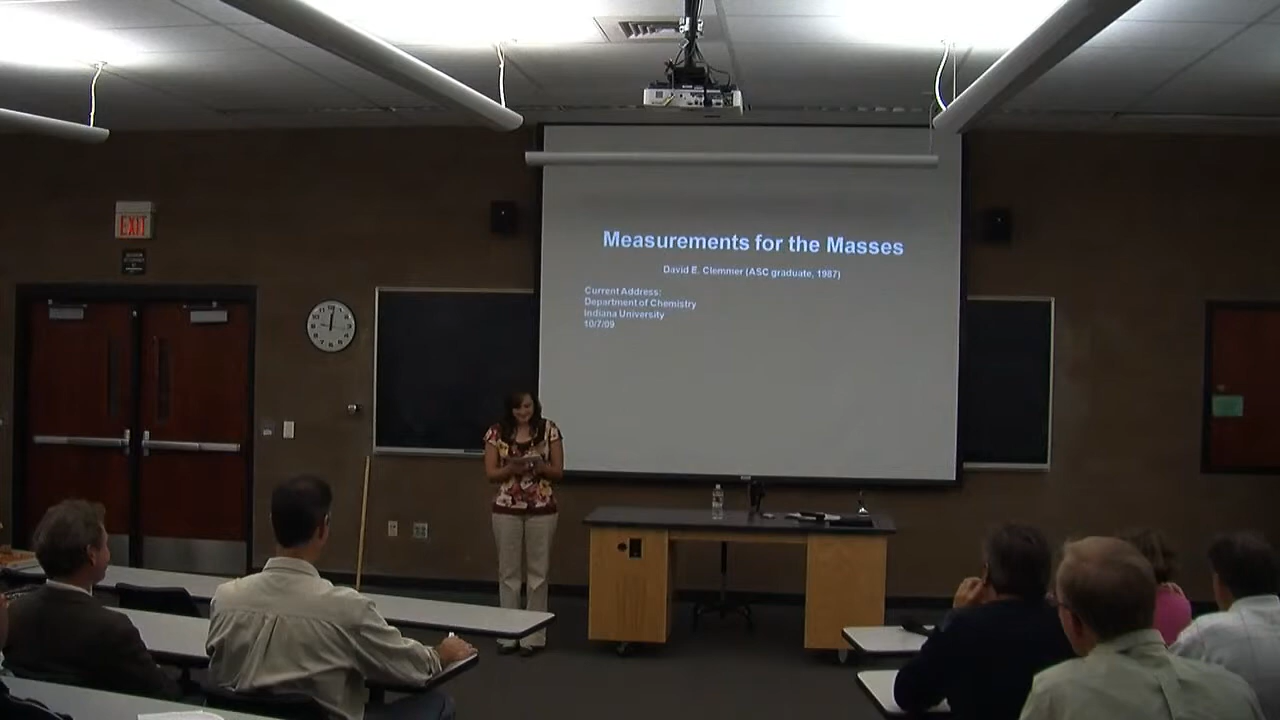 Measurements for the Masses
David E. Clemmer (ASC graduate, 1987)
Current Address:
Department of Chemistry
Indiana University
10/7/09
EXIT